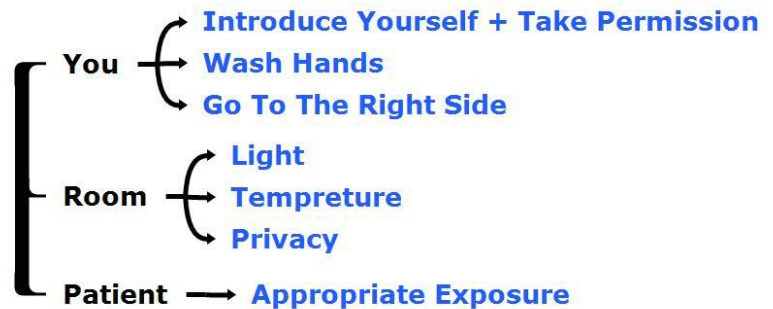 Introduce Yourself + Take Permission
You
Wash Hands
Go To The Right Side
Light
Room
Tempreture
Privacy
Patient
Appropriate Exposure